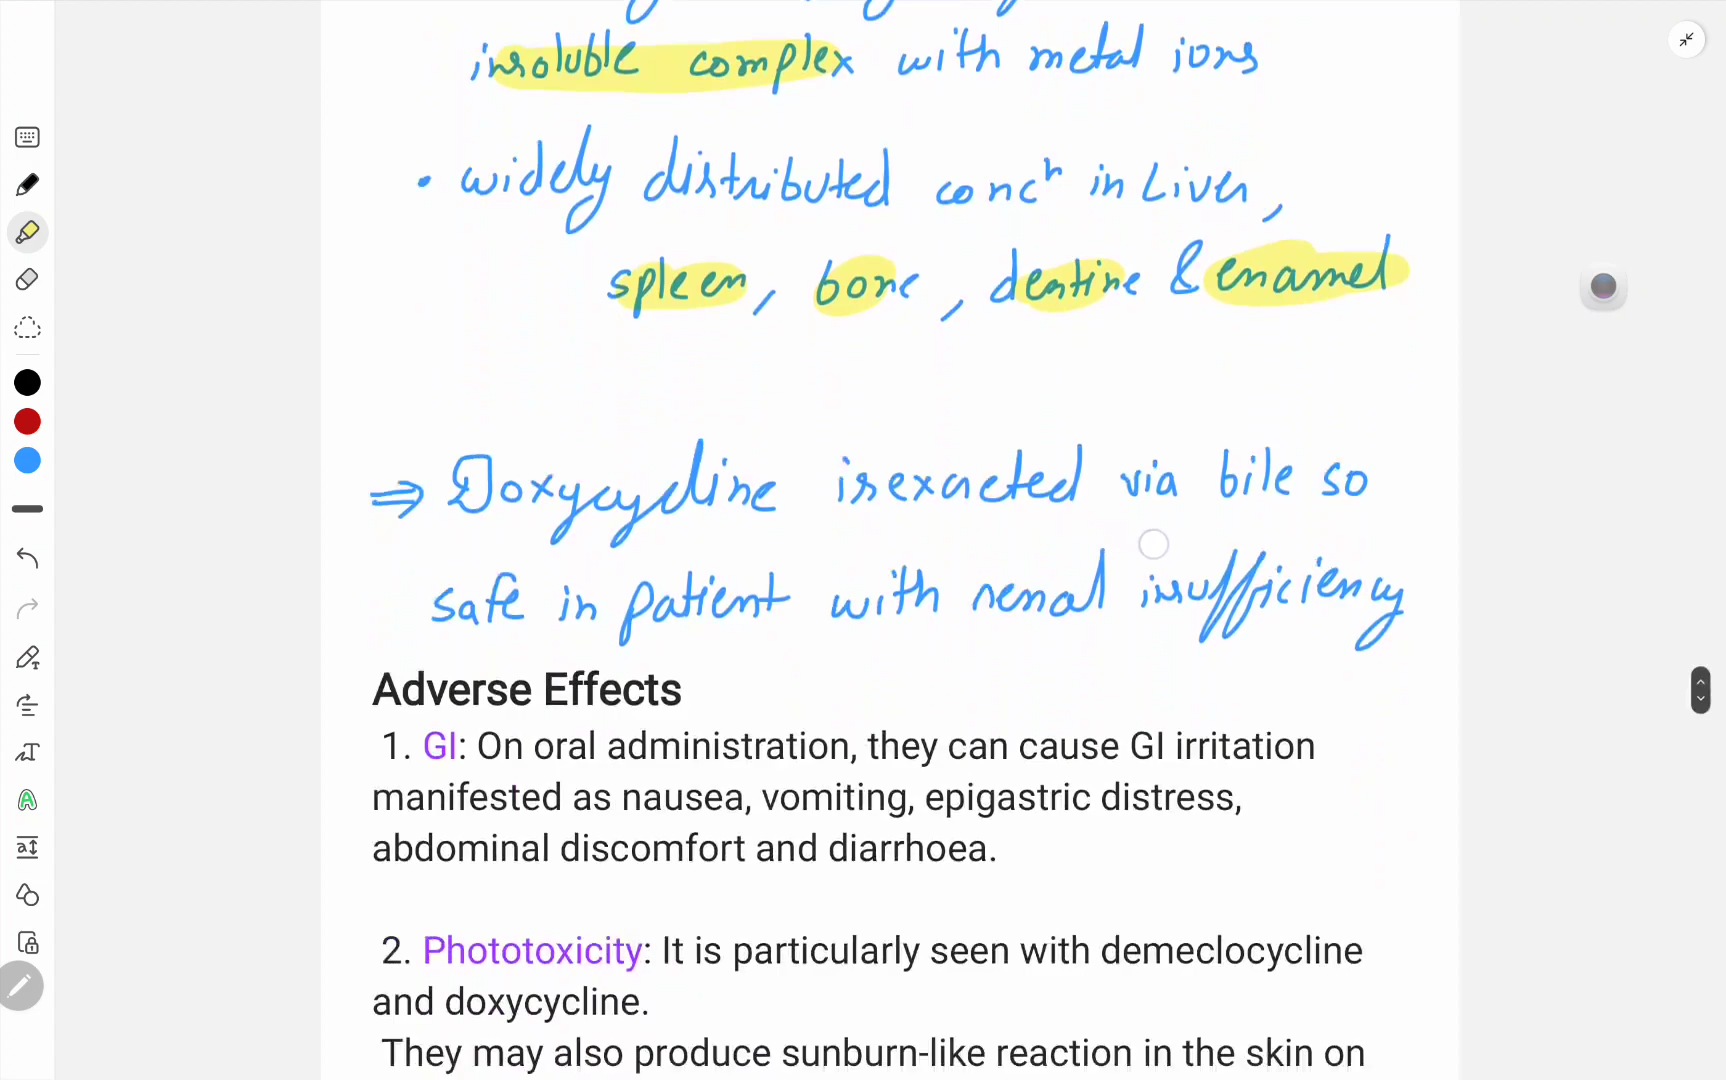 insoluble complex with metal ions
• widely distributed concn in Liver,
spleen, bone, dentine & enamel
⇒ Doxycycline is excreted via bile so
safe in patient with renal insufficiency
Adverse Effects
1. GI: On oral administration, they can cause GI irritation
manifested as nausea, vomiting, epigastric distress,
abdominal discomfort and diarrhoea.
2. Phototoxicity: It is particularly seen with demeclocycline
and doxycycline.
They may also produce sunburn-like reaction in the skin on